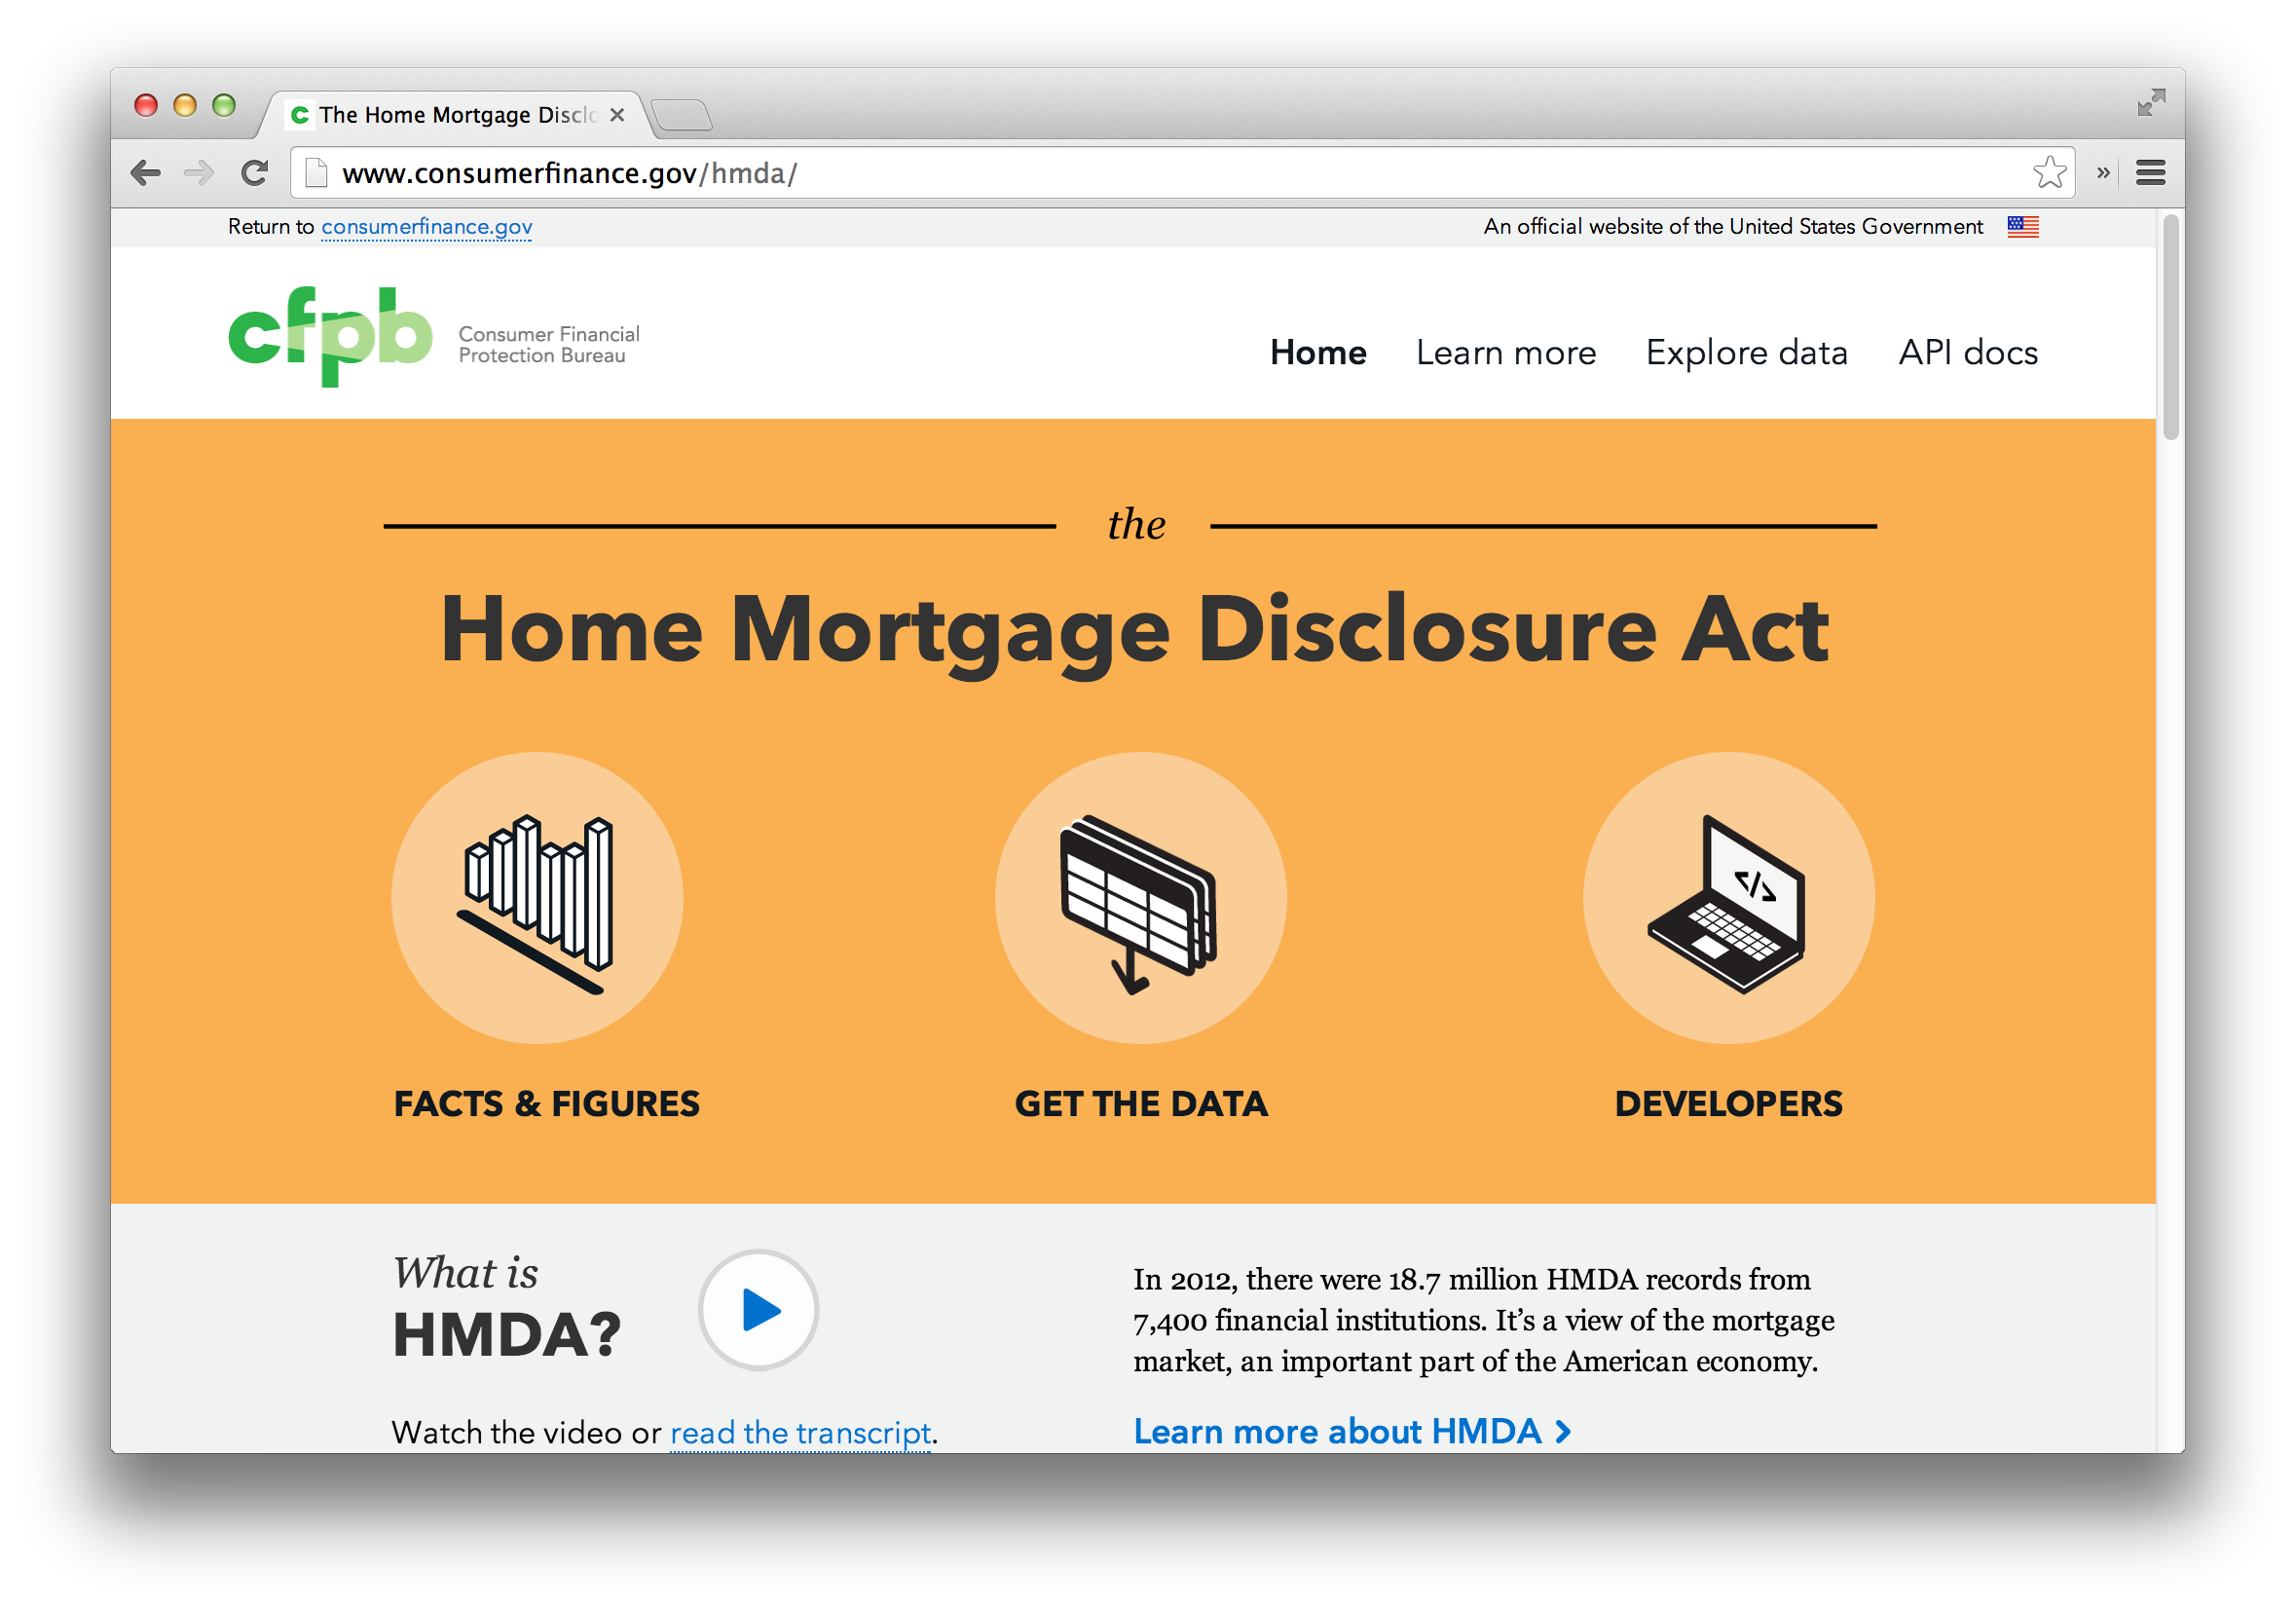 The Home Mortgage Disclo
www.consumerfinance.gov/hmda/
Return to consumerfinance.gov
An official website of the United States Government
cfpb
Consumer Financial
Protection Bureau
Home
Learn more
Explore data
API docs
the
Home Mortgage Disclosure Act
</>
FACTS & FIGURES
GET THE DATA
DEVELOPERS
What is
HMDA?
Watch the video or read the transcript.
In 2012, there were 18.7 million HMDA records from
7,400 financial institutions. It’s a view of the mortgage
market, an important part of the American economy.
Learn more about HMDA